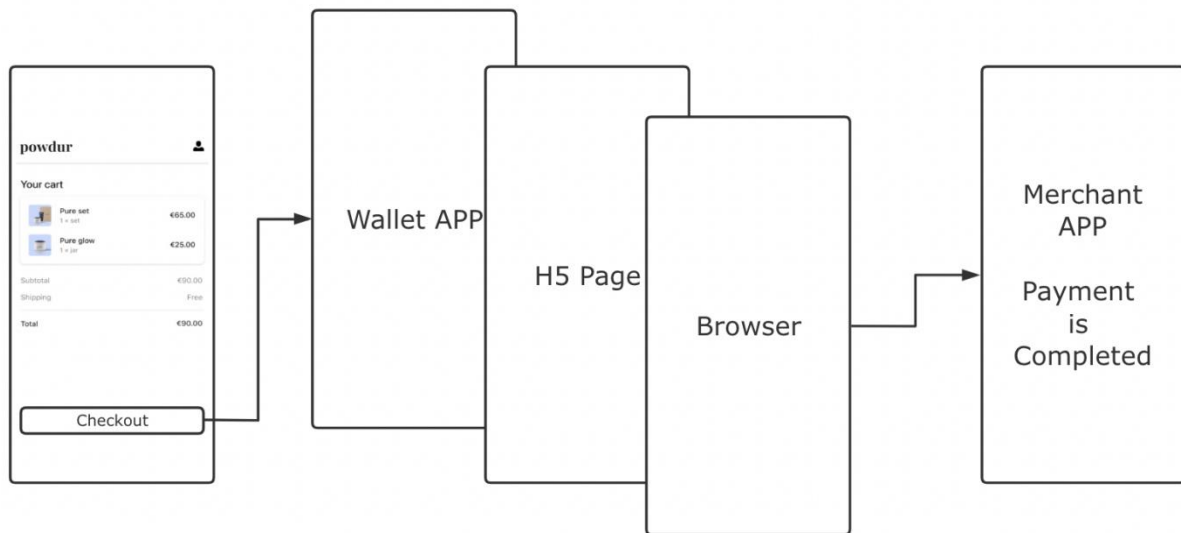 powdur
Your cart
Pure set
€65.00
1 × set
Pure glow
€25.00
1 × jar
Subtotal
€90.00
Shipping
Free
Total
€90.00
Checkout
Wallet APP
H5 Page
Browser
Merchant
APP
Payment
is
Completed